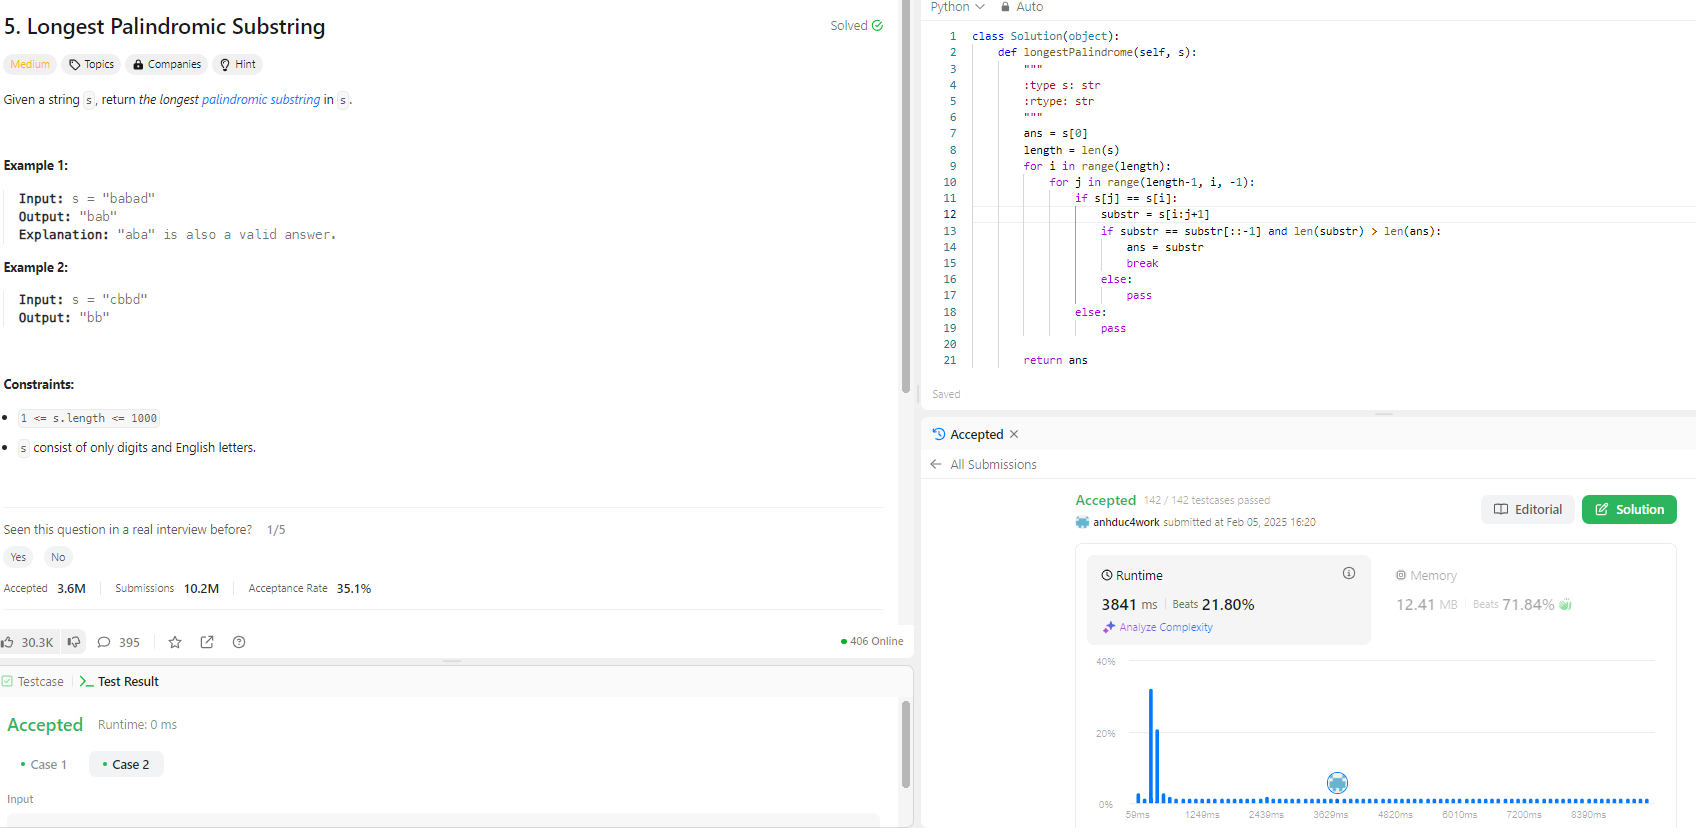 5. Longest Palindromic Substring
Solved
Medium Topics Companies Hint
Given a string s, return the longest palindromic substring in s.
Example 1:
Input: s = "babad"
Output: "bab"
Explanation: "aba" is also a valid answer.
Example 2:
Input: s = "cbbd"
Output: "bb"
Constraints:
1 <= s.length <= 1000
s consist of only digits and English letters.
Seen this question in a real interview before? 1/5
Yes No
Accepted 3.6M Submissions 10.2M Acceptance Rate 35.1%
30.3K 395 406 Online
Testcase >_ Test Result
Accepted Runtime: 0 ms
Case 1 Case 2
Input
Python Auto
1 class Solution(object):
2 def longestPalindrome(self, s):
3 """
4 :type s: str
5 :rtype: str
6 """
7 ans = s[0]
8 length = len(s)
9 for i in range(length):
10 for j in range(length-1, i, -1):
11 if s[j] == s[i]:
12 substr = s[i:j+1]
13 if substr == substr[::-1] and len(substr) > len(ans):
14 ans = substr
15 break
16 else:
17 pass
18 else:
19 pass
20
21 return ans
Saved
Accepted
All Submissions
Accepted 142 / 142 testcases passed
anhduc4work submitted at Feb 05, 2025 16:20
Editorial Solution
Runtime
3841 ms Beats 21.80%
Analyze Complexity
Memory
12.41 MB Beats 71.84%
40%
20%
0%
59ms 1249ms 2439ms 3629ms 4820ms 6010ms 7200ms 8390ms